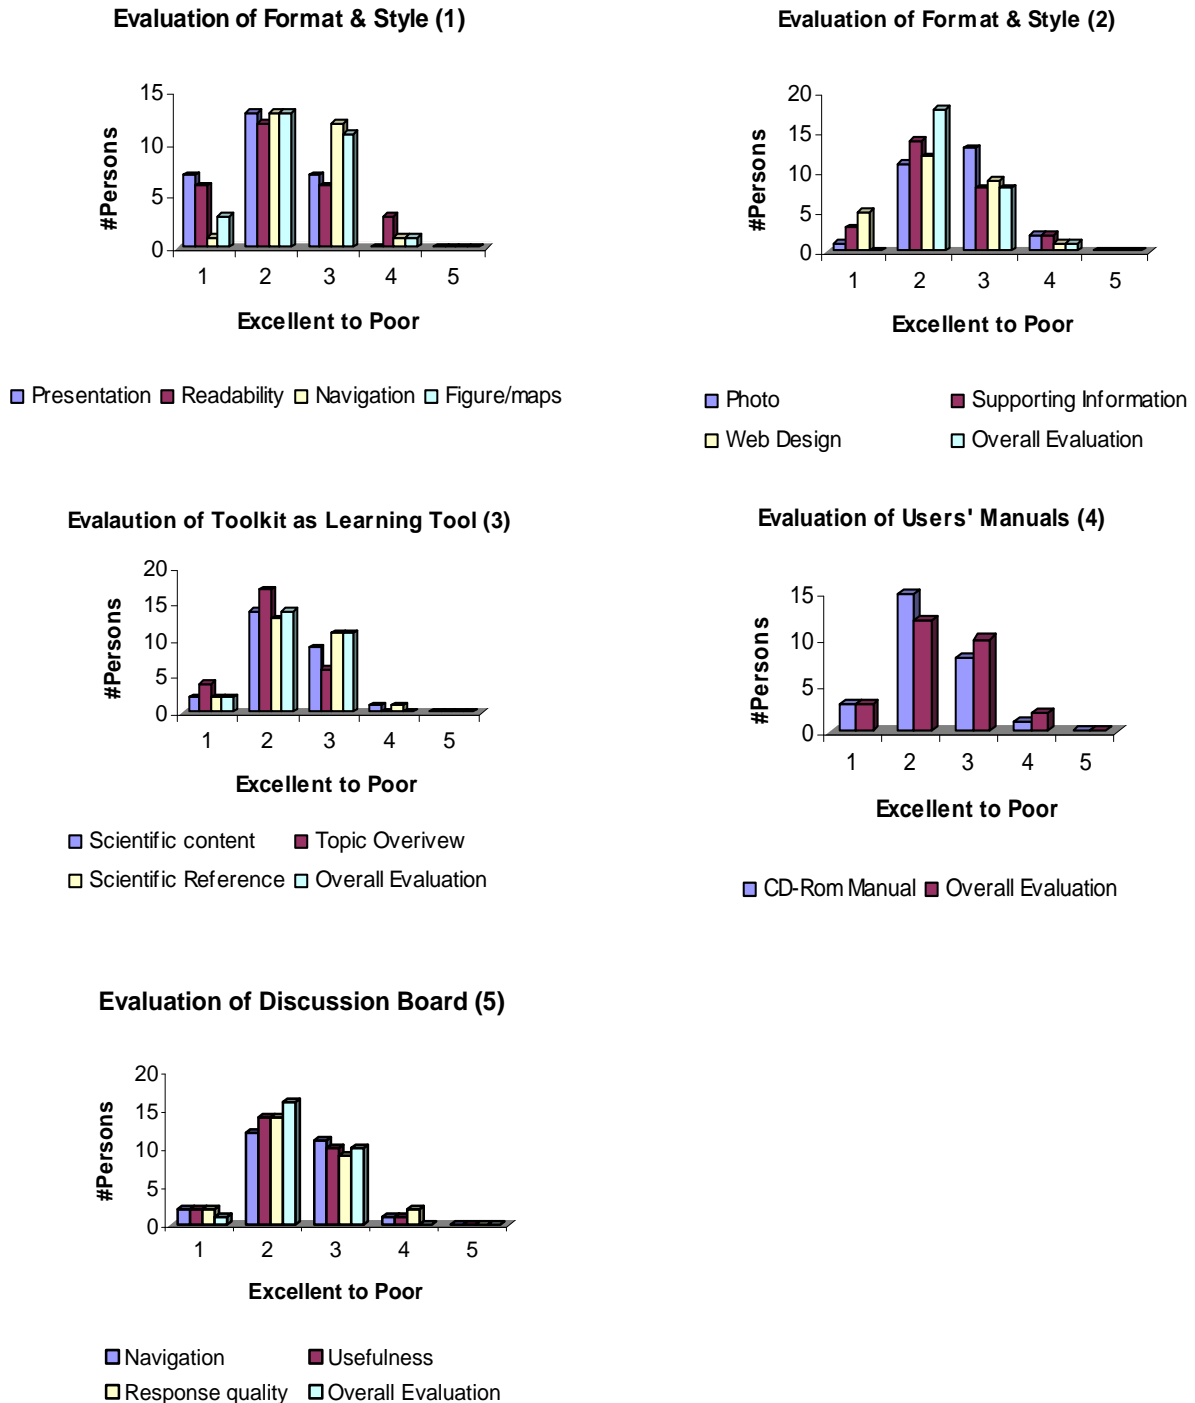 Evaluation of Format & Style (1)
15
10
5
0
#Persons
1 2 3 4 5
Excellent to Poor
Presentation Readability Navigation Figure/maps
Evaluation of Format & Style (2)
20
15
10
5
0
#Persons
1 2 3 4 5
Excellent to Poor
Photo Supporting Information
Web Design Overall Evaluation
Evalaution of Toolkit as Learning Tool (3)
20
15
10
5
0
#Persons
1 2 3 4 5
Excellent to Poor
Scientific content Topic Overivew
Scientific Reference Overall Evaluation
Evaluation of Users' Manuals (4)
15
10
5
0
#Persons
1 2 3 4 5
Excellent to Poor
CD-Rom Manual Overall Evaluation
Evaluation of Discussion Board (5)
20
15
10
5
0
#Persons
1 2 3 4 5
Excellent to Poor
Navigation Usefulness
Response quality Overall Evaluation